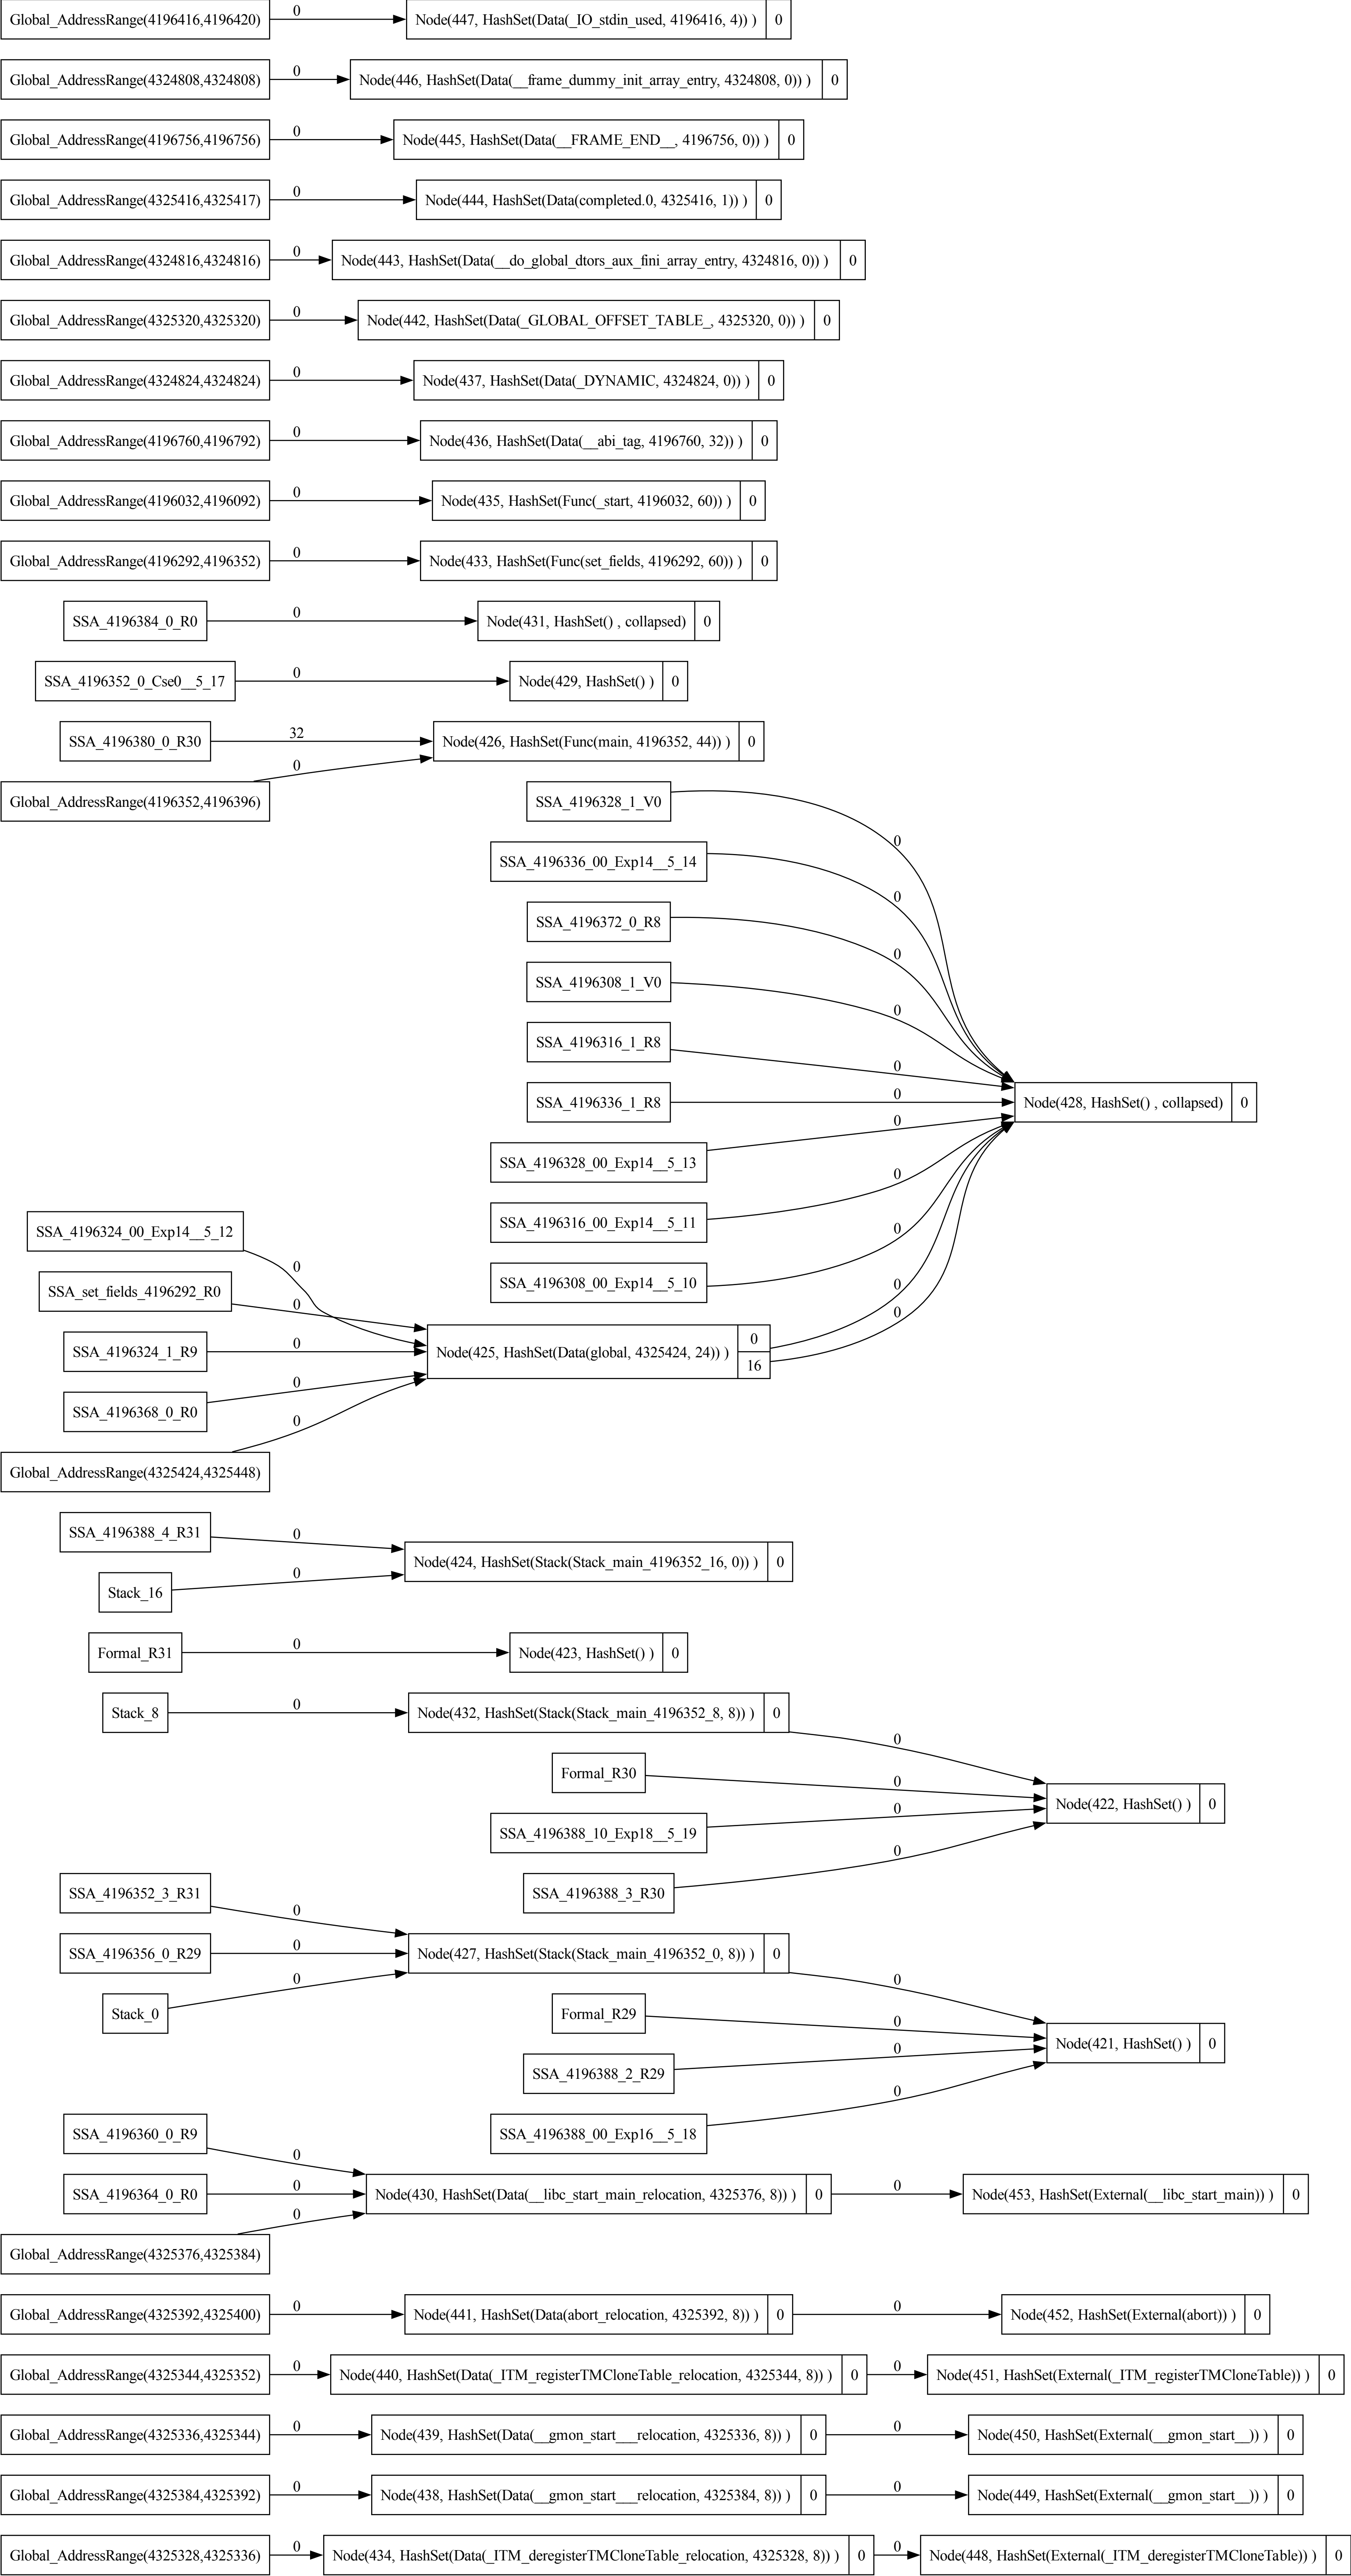 Global_AddressRange(4196416,4196420) 0 Node(447, HashSet(Data(_IO_stdin_used, 4196416, 4)) ) 0
Global_AddressRange(4324808,4324808) 0 Node(446, HashSet(Data(__frame_dummy_init_array_entry, 4324808, 0)) ) 0
Global_AddressRange(4196756,4196756) 0 Node(445, HashSet(Data(__FRAME_END__, 4196756, 0)) ) 0
Global_AddressRange(4325416,4325417) 0 Node(444, HashSet(Data(completed.0, 4325416, 1)) ) 0
Global_AddressRange(4324816,4324816) 0 Node(443, HashSet(Data(__do_global_dtors_aux_fini_array_entry, 4324816, 0)) ) 0
Global_AddressRange(4325320,4325320) 0 Node(442, HashSet(Data(_GLOBAL_OFFSET_TABLE_, 4325320, 0)) ) 0
Global_AddressRange(4324824,4324824) 0 Node(437, HashSet(Data(_DYNAMIC, 4324824, 0)) ) 0
Global_AddressRange(4196760,4196792) 0 Node(436, HashSet(Data(__abi_tag, 4196760, 32)) ) 0
Global_AddressRange(4196032,4196092) 0 Node(435, HashSet(Func(_start, 4196032, 60)) ) 0
Global_AddressRange(4196292,4196352) 0 Node(433, HashSet(Func(set_fields, 4196292, 60)) ) 0
SSA_4196384_0_R0 0 Node(431, HashSet() , collapsed) 0
SSA_4196352_0_Cse0__5_17 0 Node(429, HashSet() ) 0
SSA_4196380_0_R30 32 Node(426, HashSet(Func(main, 4196352, 44)) ) 0
Global_AddressRange(4196352,4196396) 0
SSA_4196328_1_V0 0
SSA_4196336_00_Exp14__5_14 0
SSA_4196372_0_R8 0
SSA_4196308_1_V0 0
SSA_4196316_1_R8 0
SSA_4196336_1_R8 0 Node(428, HashSet() , collapsed) 0
SSA_4196328_00_Exp14__5_13 0
SSA_4196316_00_Exp14__5_11 0
SSA_4196324_00_Exp14__5_12 0
SSA_4196308_00_Exp14__5_10 0
SSA_set_fields_4196292_R0 0
SSA_4196324_1_R9 0 Node(425, HashSet(Data(global, 4325424, 24)) ) 0 0
16 0
SSA_4196368_0_R0 0
Global_AddressRange(4325424,4325448) 0
SSA_4196388_4_R31 0
Node(424, HashSet(Stack(Stack_main_4196352_16, 0)) ) 0
Stack_16 0
Formal_R31 0 Node(423, HashSet() ) 0
Stack_8 0 Node(432, HashSet(Stack(Stack_main_4196352_8, 8)) ) 0 0
Formal_R30 0
Node(422, HashSet() ) 0
SSA_4196388_10_Exp18__5_19 0
SSA_4196388_3_R30 0
SSA_4196352_3_R31 0
SSA_4196356_0_R29 0 Node(427, HashSet(Stack(Stack_main_4196352_0, 8)) ) 0 0
Stack_0 0
Formal_R29 0
Node(421, HashSet() ) 0
SSA_4196388_2_R29 0
SSA_4196388_00_Exp16__5_18 0
SSA_4196360_0_R9 0
SSA_4196364_0_R0 0 Node(430, HashSet(Data(__libc_start_main_relocation, 4325376, 8)) ) 0 0 Node(453, HashSet(External(__libc_start_main)) ) 0
Global_AddressRange(4325376,4325384) 0
Global_AddressRange(4325392,4325400) 0 Node(441, HashSet(Data(abort_relocation, 4325392, 8)) ) 0 0 Node(452, HashSet(External(abort)) ) 0
Global_AddressRange(4325344,4325352) 0 Node(440, HashSet(Data(_ITM_registerTMCloneTable_relocation, 4325344, 8)) ) 0 0 Node(451, HashSet(External(_ITM_registerTMCloneTable)) ) 0
Global_AddressRange(4325336,4325344) 0 Node(439, HashSet(Data(__gmon_start___relocation, 4325336, 8)) ) 0 0 Node(450, HashSet(External(__gmon_start__)) ) 0
Global_AddressRange(4325384,4325392) 0 Node(438, HashSet(Data(__gmon_start___relocation, 4325384, 8)) ) 0 0 Node(449, HashSet(External(__gmon_start__)) ) 0
Global_AddressRange(4325328,4325336) 0 Node(434, HashSet(Data(_ITM_deregisterTMCloneTable_relocation, 4325328, 8)) ) 0 0 Node(448, HashSet(External(_ITM_deregisterTMCloneTable)) ) 0